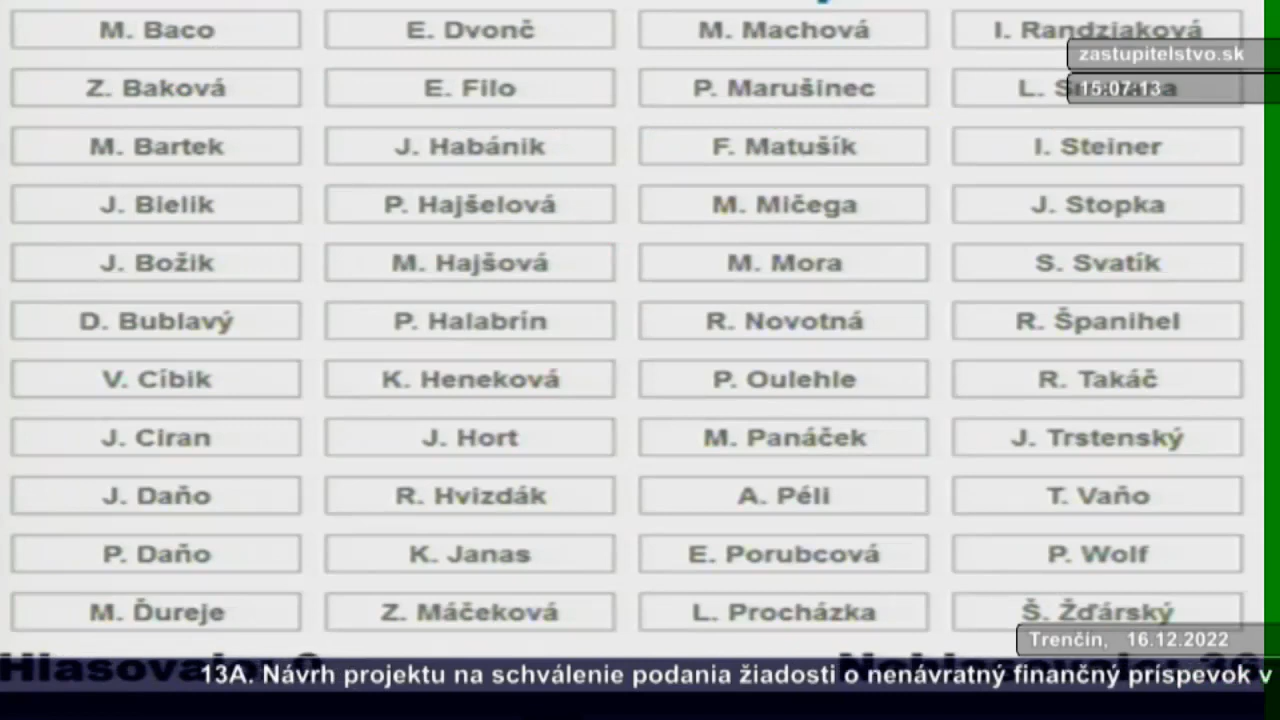 M. Baco E. Dvonč M. Machová I. Randziaková
zastupitelstvo.sk
Z. Baková E. Filo P. Marušinec L.
15:07:13
M. Bartek J. Habánik F. Matušík I. Steiner
J. Bielik P. Hajšelová M. Mičega J. Stopka
J. Božik M. Hajšová M. Mora S. Svatík
D. Bublavý P. Halabrín R. Novotná R. Španihel
V. Cíbik K. Heneková P. Oulehle R. Takáč
J. Ciran J. Hort M. Panáček J. Trstenský
J. Daňo R. Hvizdák A. Péli T. Vaňo
P. Daňo K. Janas E. Porubcová P. Wolf
M. Ďureje Z. Máčeková L. Procházka Š. Žďárský
Trenčín, 16.12.2022
13A. Návrh projektu na schválenie podania žiadosti o nenávratný finančný príspevok v